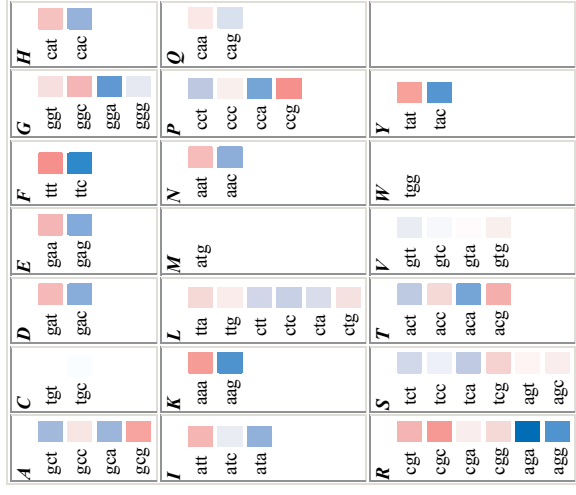 A
gct
gcc
gca
gcg
C
tgt
tgc
D
gat
gac
E
gaa
gag
F
ttt
ttc
G
ggt
ggc
gga
ggg
H
cat
cac
I
att
atc
ata
K
aaa
aag
L
tta
ttg
ctt
ctc
cta
ctg
M
atg
N
aat
aac
P
cct
ccc
cca
ccg
Q
caa
cag
R
cgt
cgc
cga
cgg
aga
agg
S
tct
tcc
tca
tcg
agt
agc
T
act
acc
aca
acg
V
gtt
gtc
gta
gtg
W
tgg
Y
tat
tac